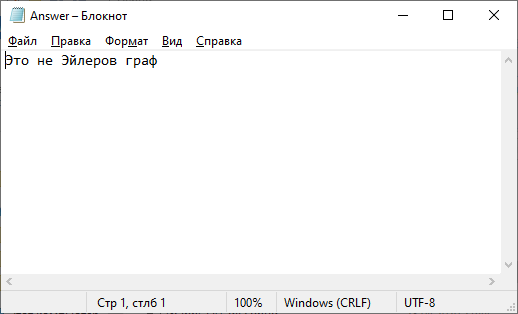 Answer – Блокнот
Файл Правка Формат Вид Справка
Это не Эйлеров граф
Стр 1, стлб 1 100% Windows (CRLF) UTF-8